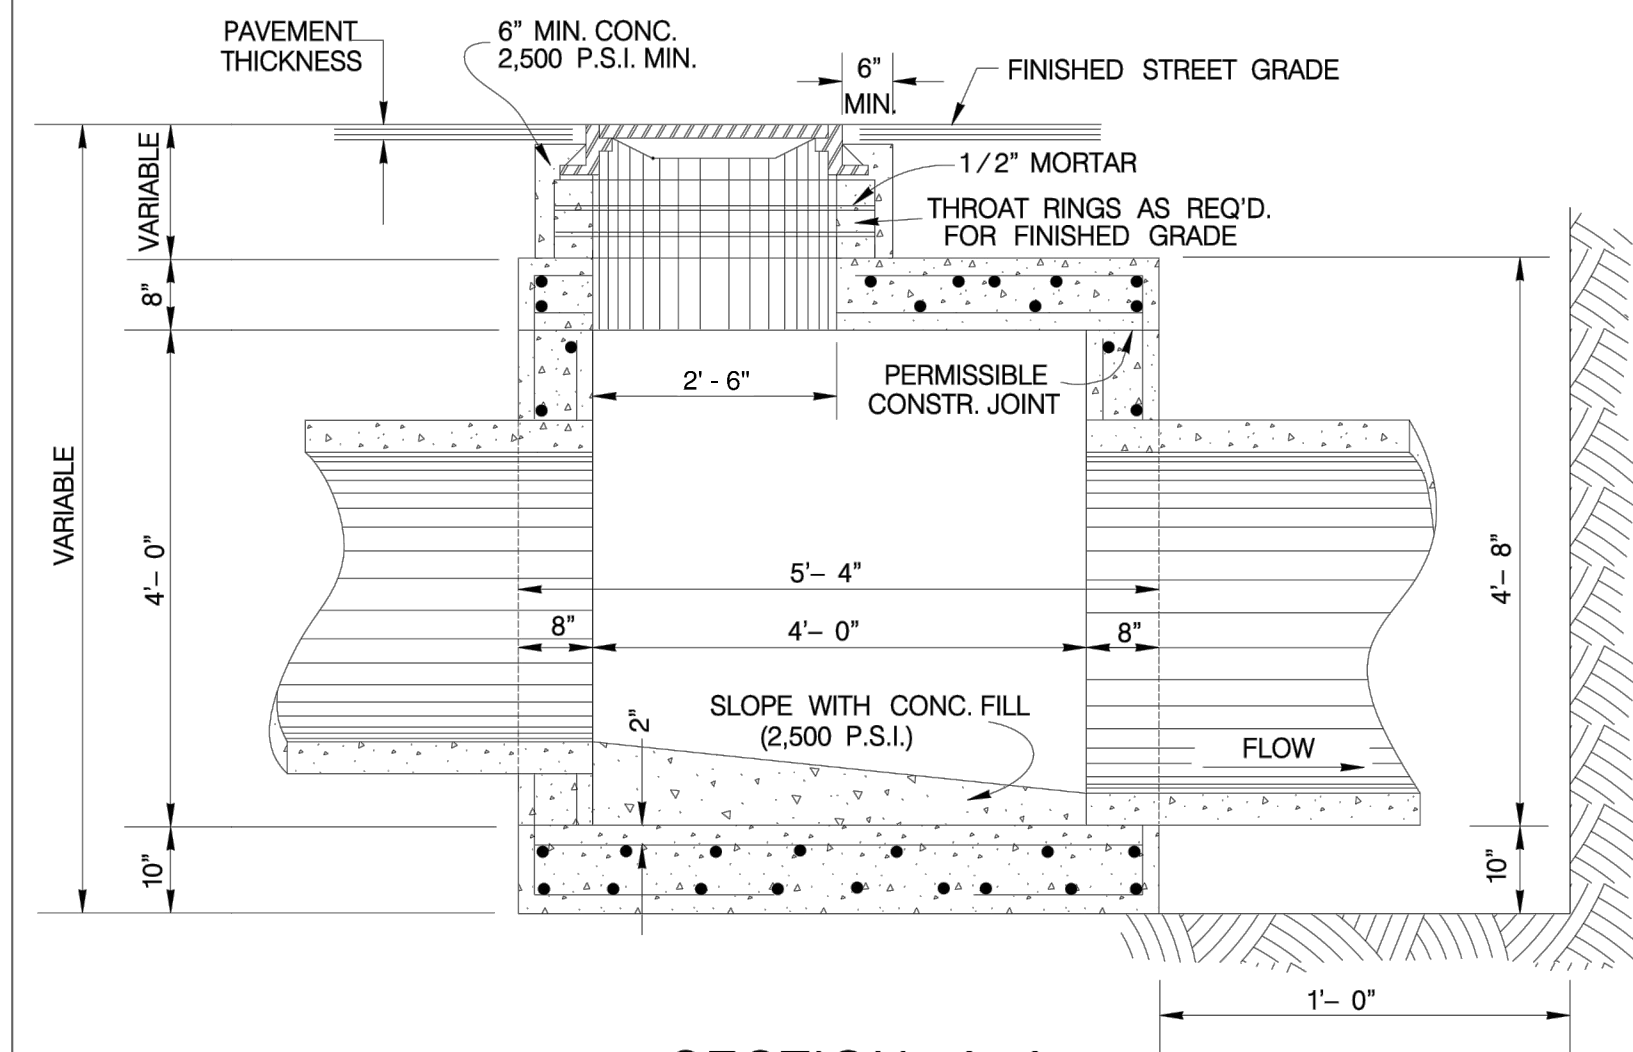 PAVEMENT
THICKNESS
6” MIN. CONC.
2,500 P.S.I. MIN.
6”
MIN.
FINISHED STREET GRADE
VARIABLE
1/2” MORTAR
THROAT RINGS AS REQ’D.
FOR FINISHED GRADE
8”
2' - 6"
PERMISSIBLE
CONSTR. JOINT
VARIABLE
4’– 0”
5’– 4”
4’– 8”
8”
4’– 0”
8”
2”
SLOPE WITH CONC. FILL
(2,500 P.S.I.)
FLOW
10”
10”
1’– 0”